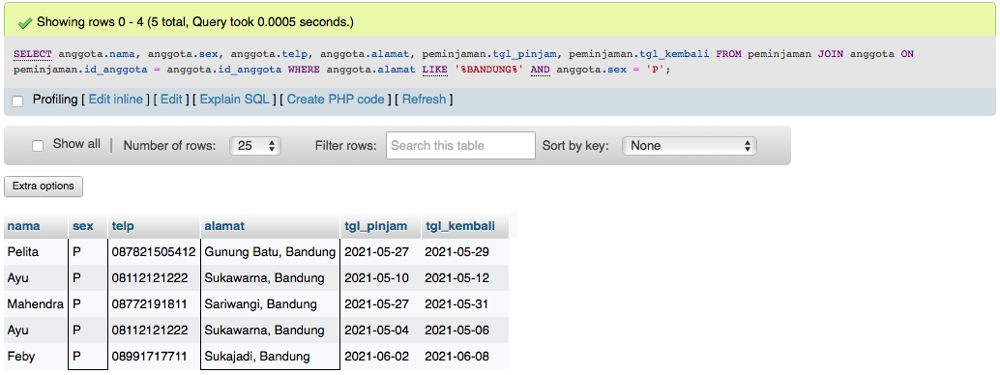 Showing rows 0 - 4 (5 total, Query took 0.0005 seconds.)
SELECT anggota.nama, anggota.sex, anggota.telp, anggota.alamat, peminjaman.tgl_pinjam, peminjaman.tgl_kembali FROM peminjaman JOIN anggota ON
peminjaman.id_anggota = anggota.id_anggota WHERE anggota.alamat LIKE '%BANDUNG%' AND anggota.sex = 'P';
Profiling [ Edit inline ] [ Edit ] [ Explain SQL ] [ Create PHP code ] [ Refresh ]
Show all | Number of rows: 25 Filter rows: Search this table Sort by key: None
Extra options
nama sex telp alamat tgl_pinjam tgl_kembali
Pelita P 087821505412 Gunung Batu, Bandung 2021-05-27 2021-05-29
Ayu P 08112121222 Sukawarna, Bandung 2021-05-10 2021-05-12
Mahendra P 08772191811 Sariwangi, Bandung 2021-05-27 2021-05-31
Ayu P 08112121222 Sukawarna, Bandung 2021-05-04 2021-05-06
Feby P 08991717711 Sukajadi, Bandung 2021-06-02 2021-06-08